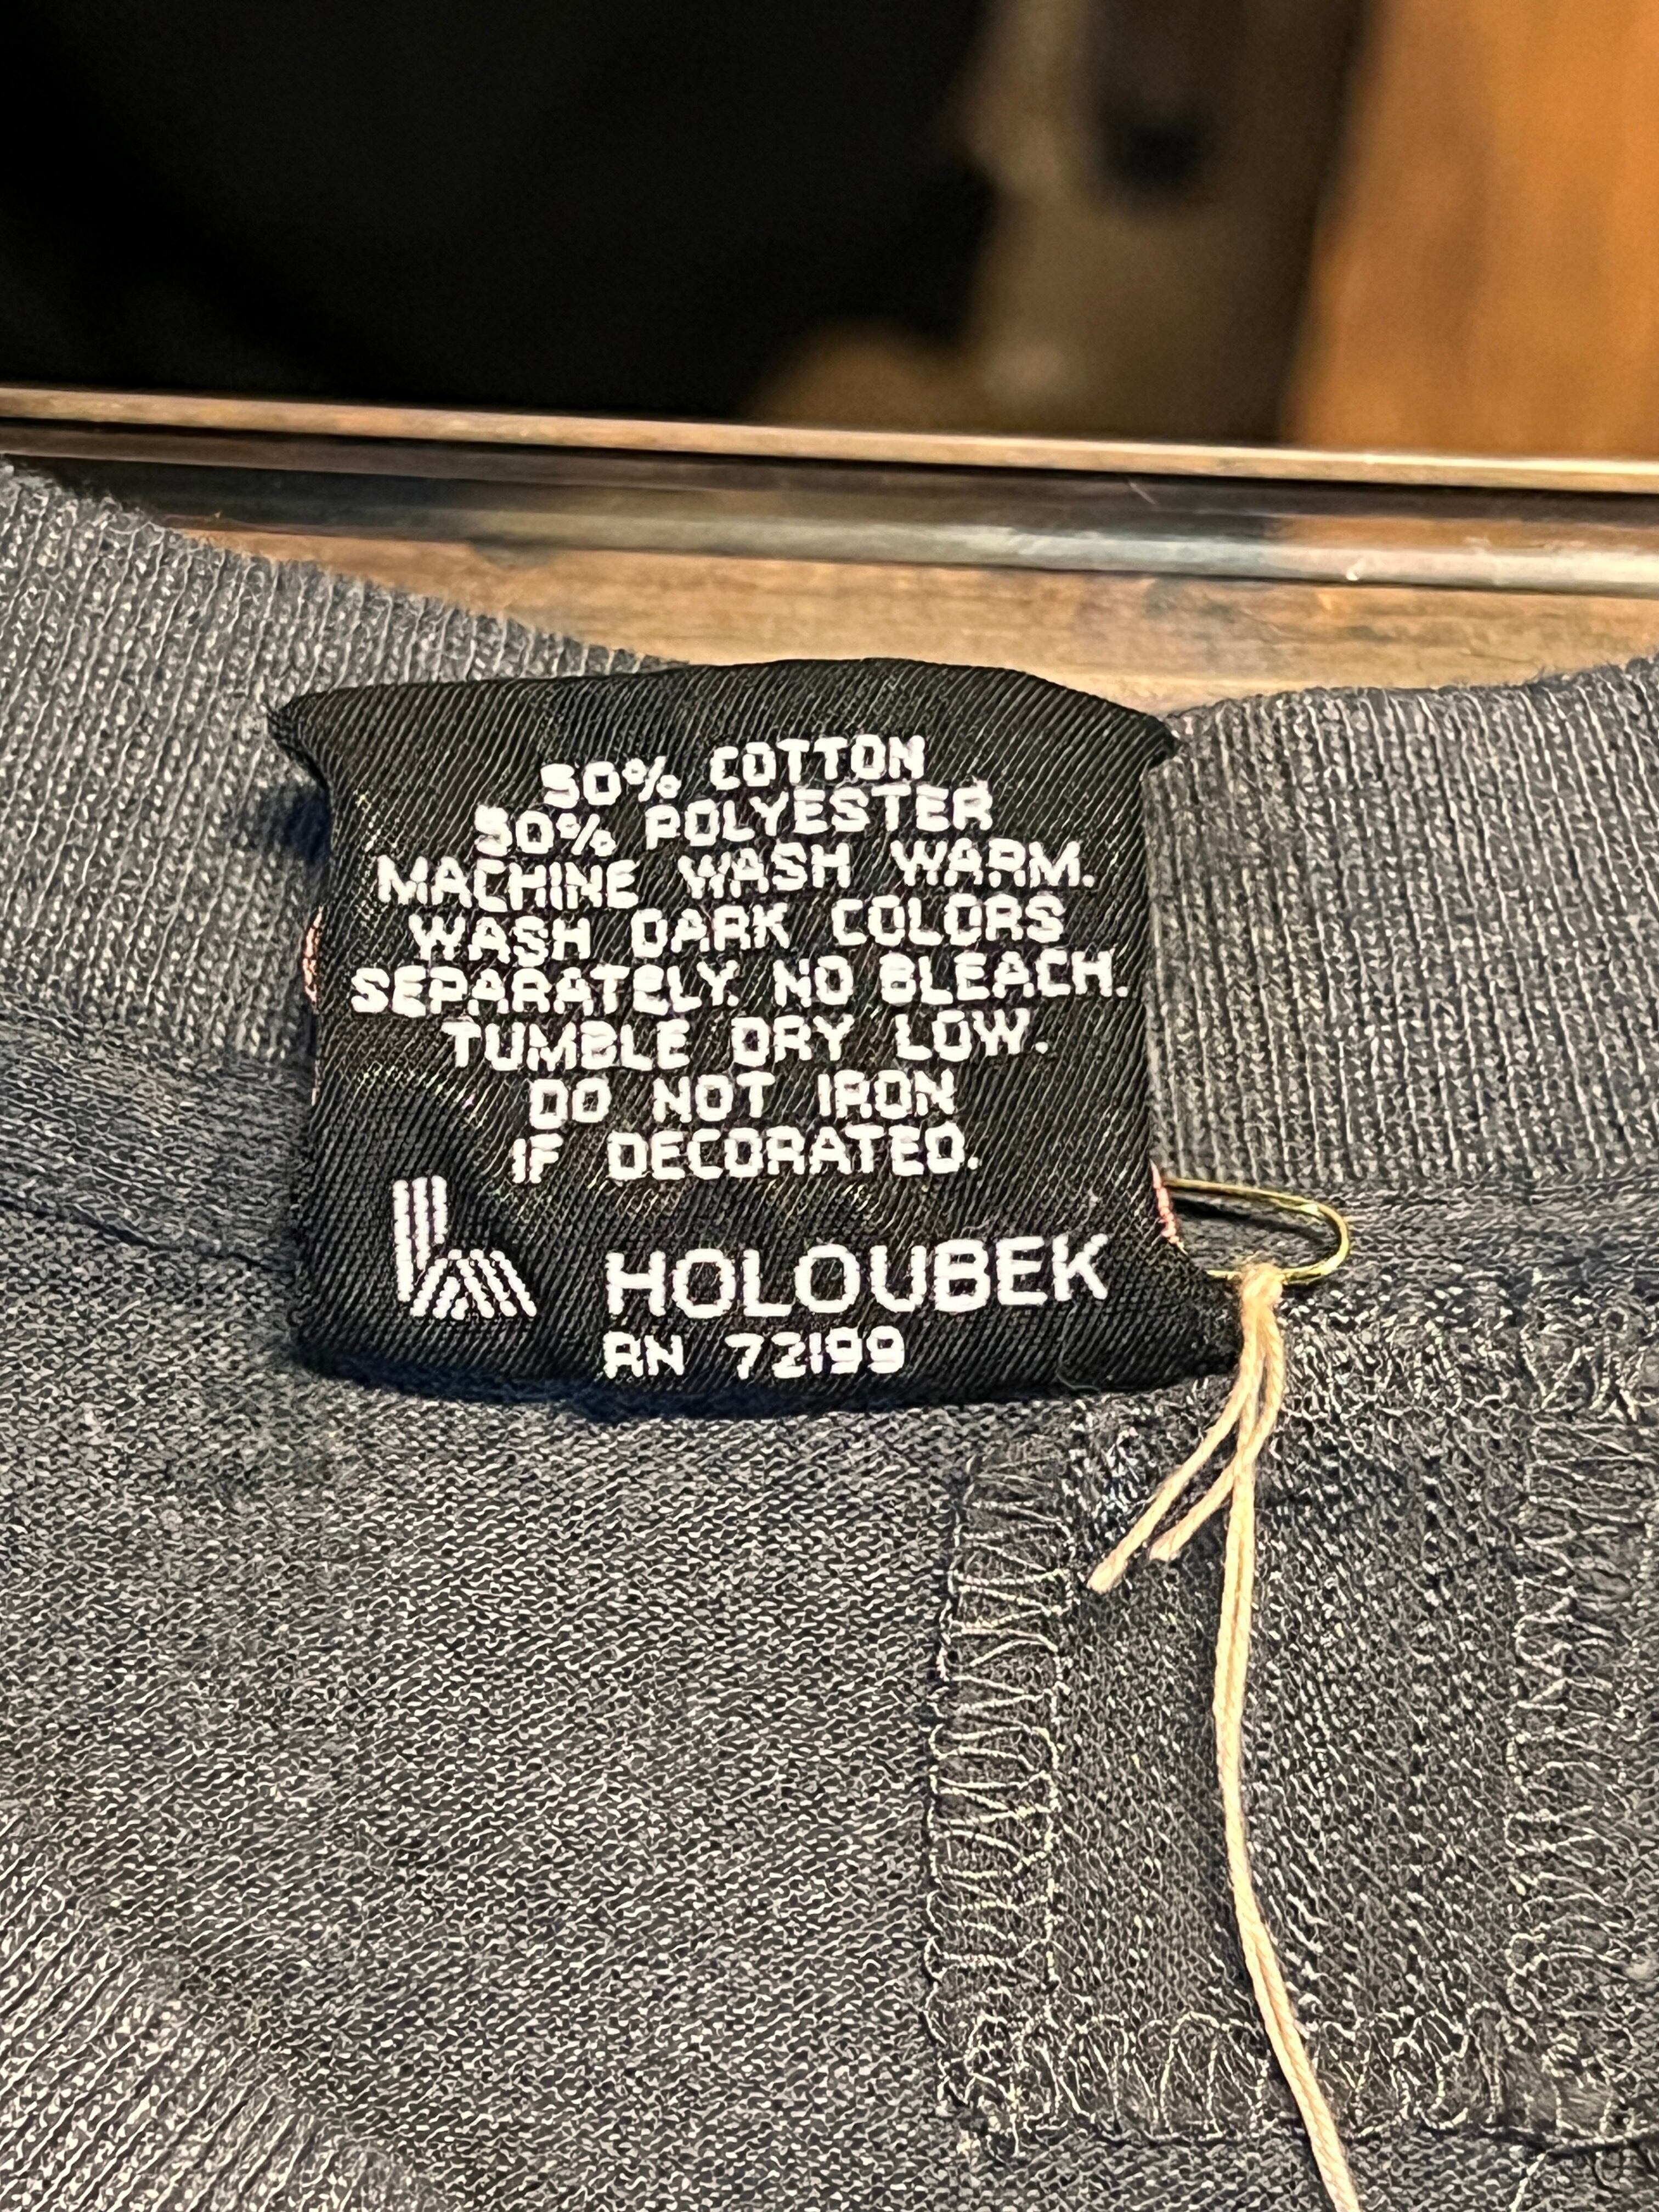 50% COTTON
50% POLYESTER
MACHINE WASH WARM.
WASH DARK COLORS
SEPARATELY. NO BLEACH.
TUMBLE DRY LOW.
DO NOT IRON
IF DECORATED.
HOLOUBEK
RN 72199